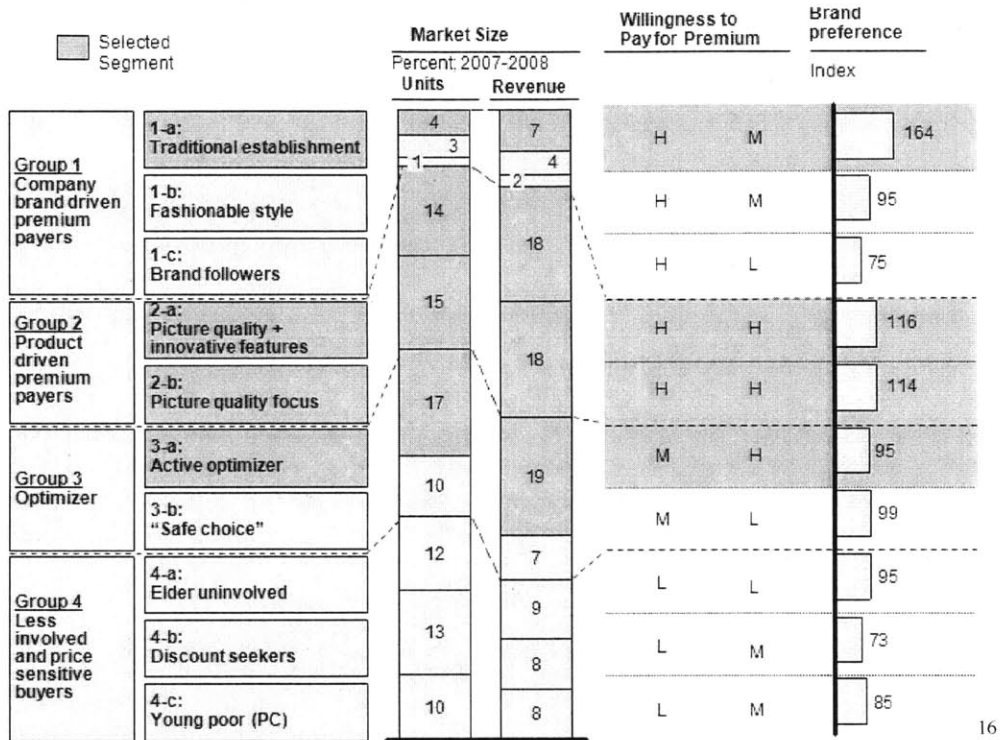 Selected
Segment
Market Size
Percent; 2007-2008
Units
Revenue
Willingness to
Pay for Premium
Brand
preference
Index
Group 1
Company
brand driven
premium
payers
1-a:
Traditional establishment
4
7
H M
164
1-b:
Fashionable style
3
4
H M
95
1-c:
Brand followers
1
2
H L
75
Group 2
Product
driven
premium
payers
2-a:
Picture quality +
innovative features
14
18
H H
116
2-b:
Picture quality focus
15
18
H H
114
Group 3
Optimizer
3-a:
Active optimizer
17
19
M H
95
3-b:
"Safe choice"
10
7
M L
99
Group 4
Less
involved
and price
sensitive
buyers
4-a:
Elder uninvolved
12
9
L L
95
4-b:
Discount seekers
13
8
L M
73
4-c:
Young poor (PC)
10
8
L M
85
16